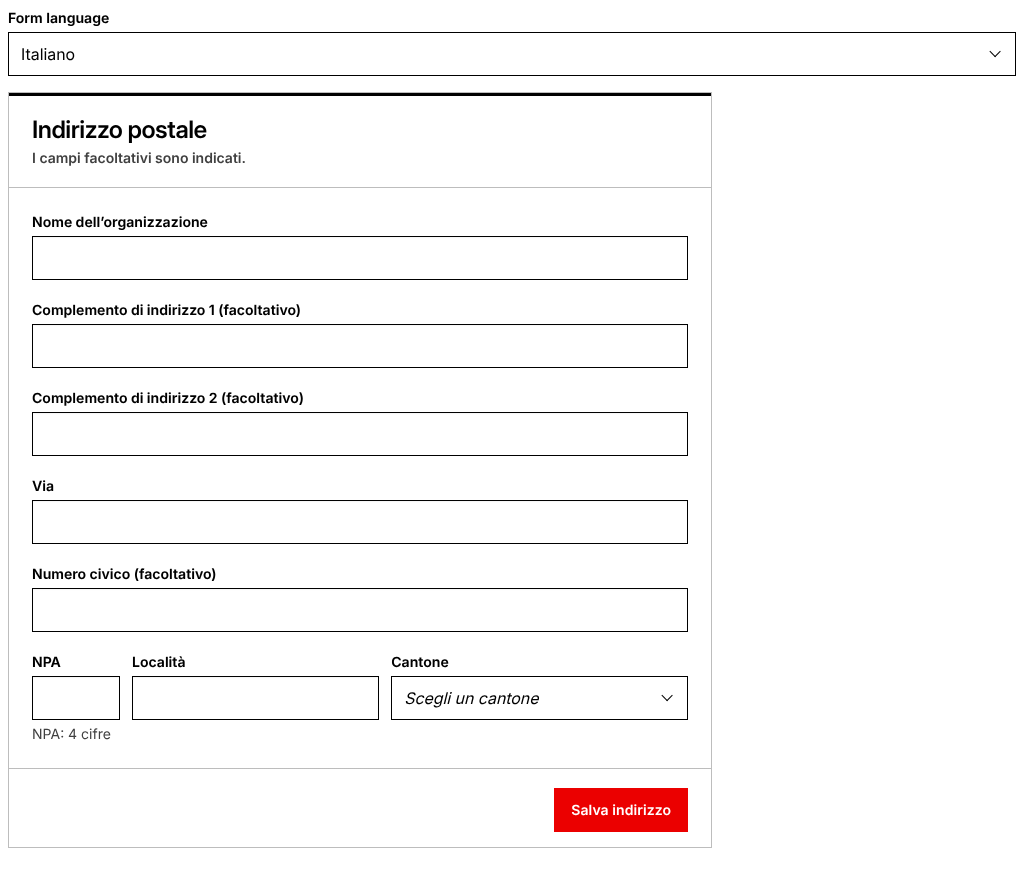 Form language
Italiano
Indirizzo postale
I campi facoltativi sono indicati.
Nome dell’organizzazione
Complemento di indirizzo 1 (facoltativo)
Complemento di indirizzo 2 (facoltativo)
Via
Numero civico (facoltativo)
NPA Località Cantone
Scegli un cantone
NPA: 4 cifre
Salva indirizzo